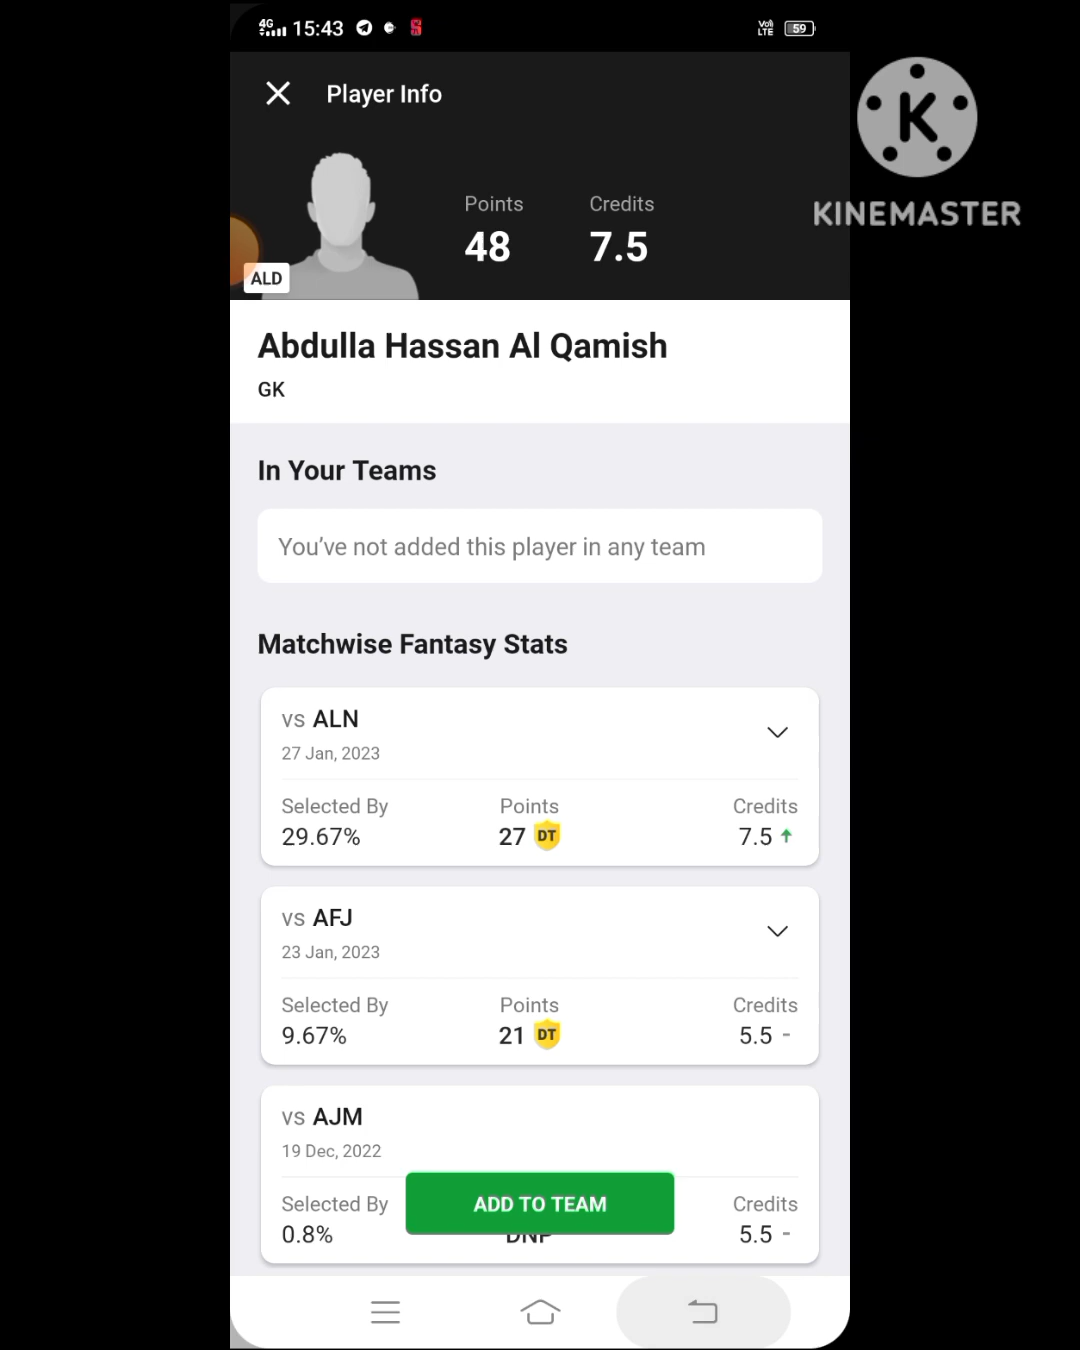 4G 15:43 Vo) LTE 59
Player Info
K
KINEMASTER
Points Credits
48 7.5
ALD
Abdulla Hassan Al Qamish
GK
In Your Teams
You've not added this player in any team
Matchwise Fantasy Stats
vs ALN
27 Jan, 2023
Selected By Points Credits
29.67% 27 DT 7.5
vs AFJ
23 Jan, 2023
Selected By Points Credits
9.67% 21 DT 5.5 -
vs AJM
19 Dec, 2022
Selected By ADD TO TEAM Credits
0.8% DNP 5.5 -